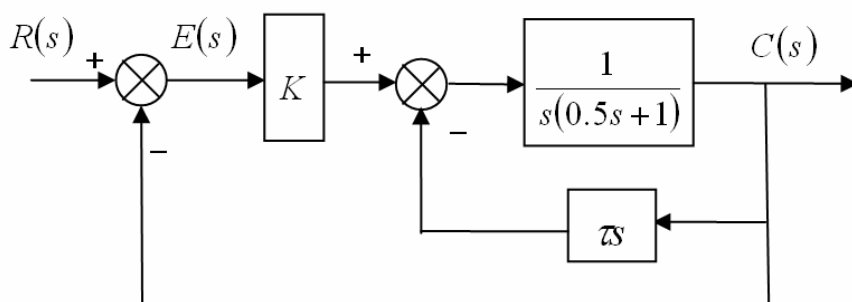 R(s)
+
E(s)
K
+
1
s(0.5s+1)
C(s)
−
−
τs